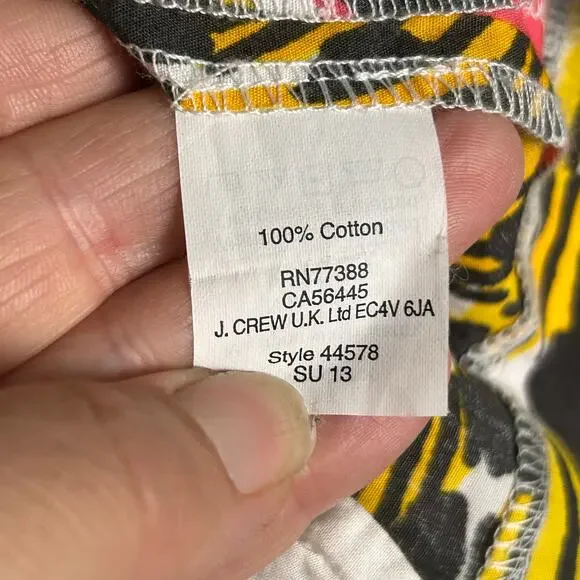 100% Cotton
RN77388
CA56445
J. CREW U.K. Ltd EC4V 6JA
Style 44578
SU 13